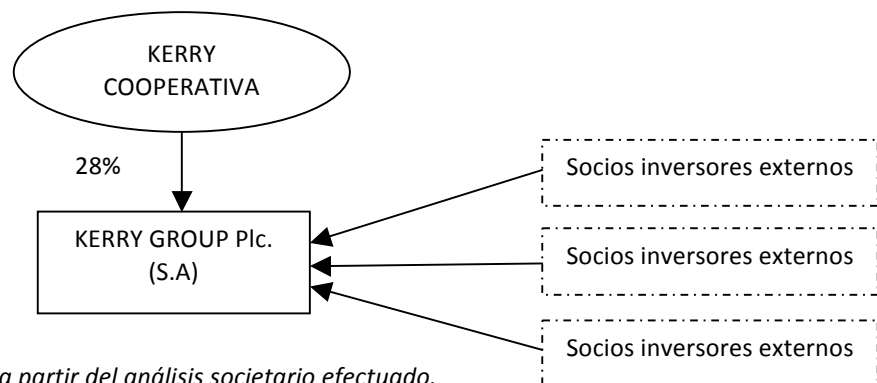 KERRY
COOPERATIVA
28%
Socios inversores externos
KERRY GROUP Plc.
(S.A)
Socios inversores externos
Socios inversores externos
a partir del análisis societario efectuado.